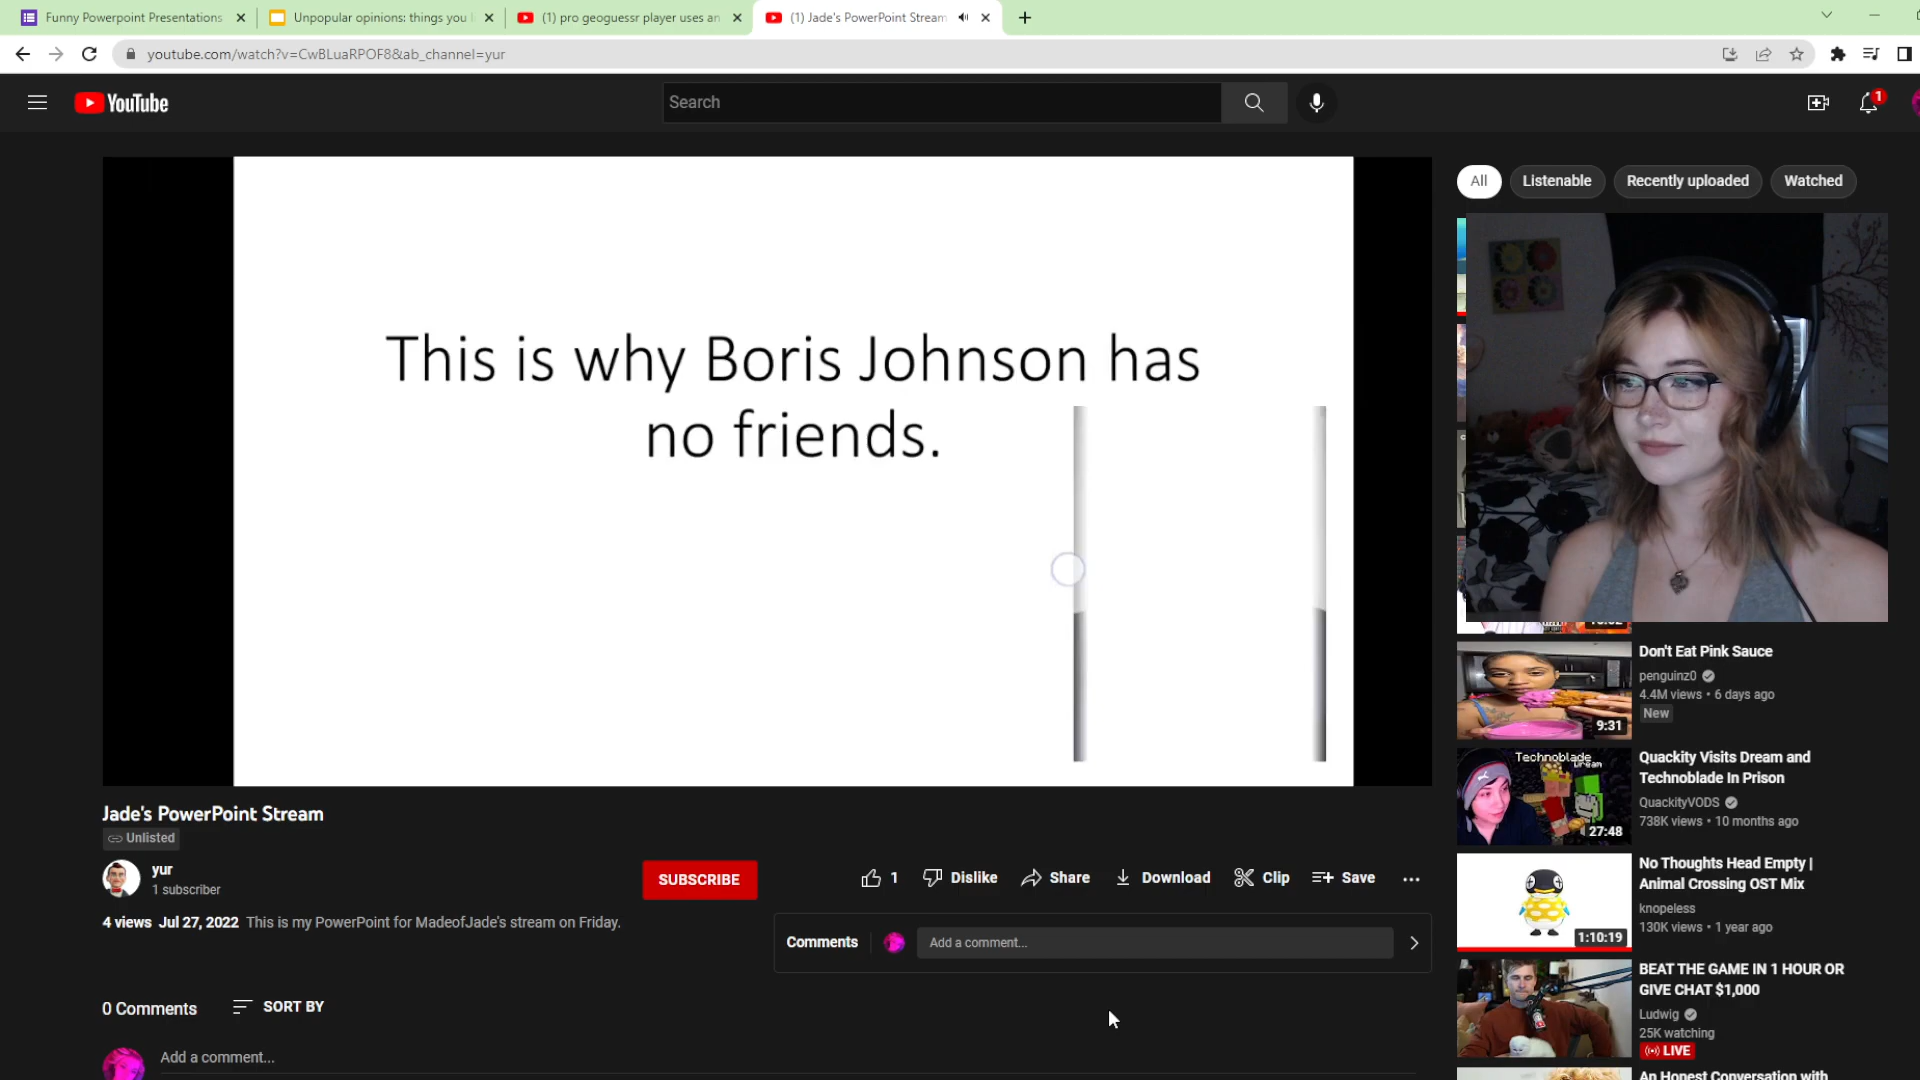 Funny Powerpoint Presentations
Unpopular opinions: things you
(1) pro geoguessr player uses an
(1) Jade's PowerPoint Stream
youtube.com/watch?v=CwBLuaRPOF8&ab_channel=yur
YouTube
Search
1
All
Listenable
Recently uploaded
Watched
This is why Boris Johnson has
no friends.
Don't Eat Pink Sauce
penguinz0
4.4M views • 6 days ago
New
9:31
Technoblade
Dream
Quackity Visits Dream and
Technoblade In Prison
QuackityVODS
738K views • 10 months ago
27:48
No Thoughts Head Empty |
Animal Crossing OST Mix
knopeless
130K views • 1 year ago
1:10:19
BEAT THE GAME IN 1 HOUR OR
GIVE CHAT $1,000
Ludwig
25K watching
LIVE
An Honest Conversation with
Jade's PowerPoint Stream
Unlisted
yur
1 subscriber
SUBSCRIBE
1
Dislike
Share
Download
Clip
Save
4 views Jul 27, 2022 This is my PowerPoint for MadeofJade's stream on Friday.
Comments
Add a comment...
0 Comments
SORT BY
Add a comment...